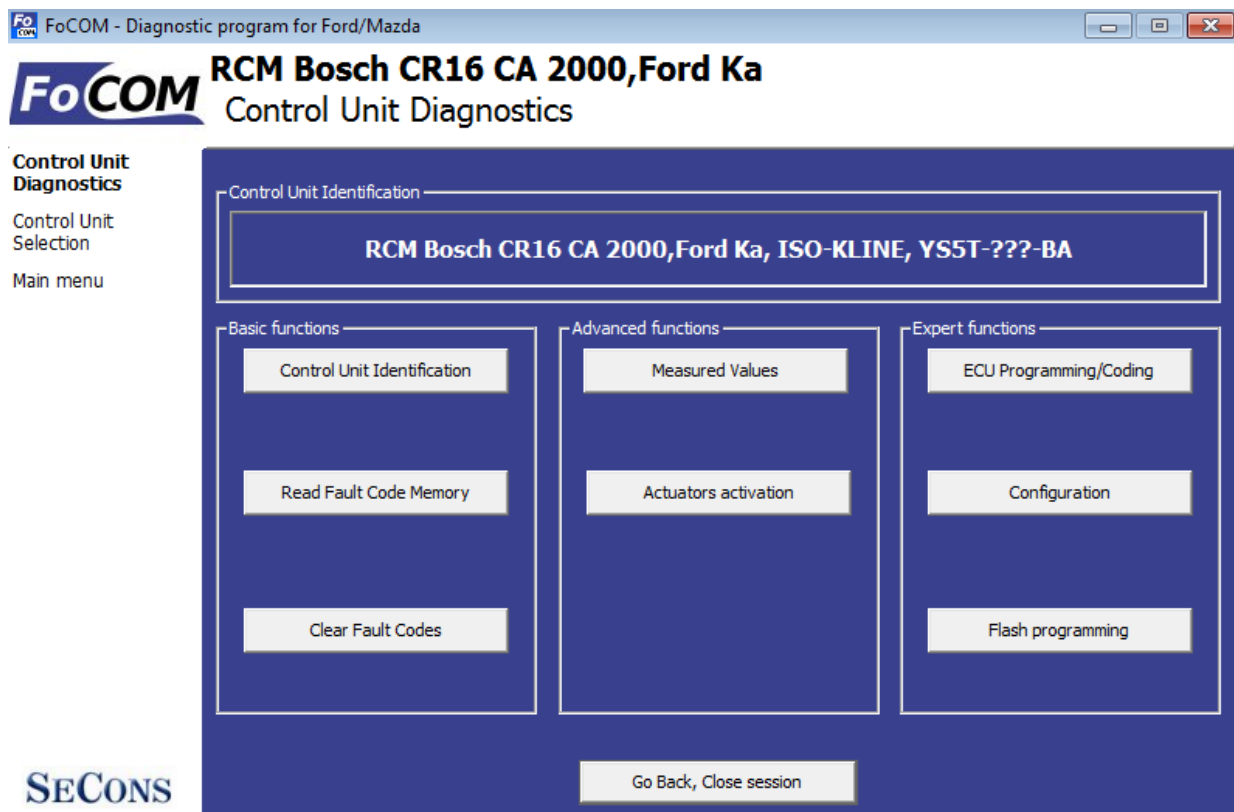 Fo
COM
FoCOM - Diagnostic program for Ford/Mazda
FoCOM
RCM Bosch CR16 CA 2000,Ford Ka
Control Unit Diagnostics
Control Unit
Diagnostics
Control Unit
Selection
Main menu
Control Unit Identification
RCM Bosch CR16 CA 2000,Ford Ka, ISO-KLINE, YS5T-???-BA
Basic functions
Control Unit Identification
Read Fault Code Memory
Clear Fault Codes
Advanced functions
Measured Values
Actuators activation
Expert functions
ECU Programming/Coding
Configuration
Flash programming
Go Back, Close session
SECONS